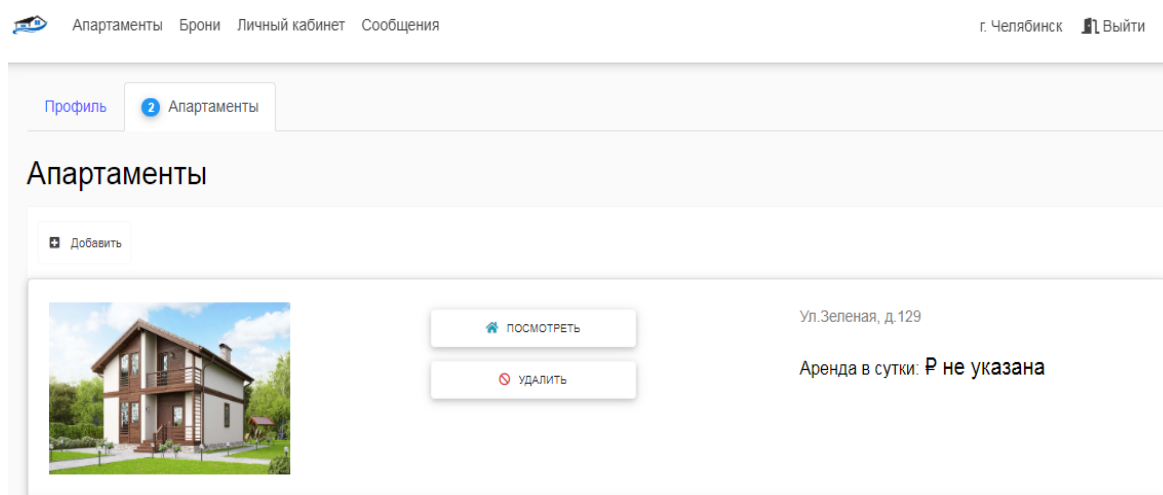 Апартаменты Брони Личный кабинет Сообщения г. Челябинск Выйти
Профиль 2 Апартаменты
Апартаменты
Добавить
ПОСМОТРЕТЬ
УДАЛИТЬ
Ул.Зеленая, д.129
Аренда в сутки: ₽ не указана